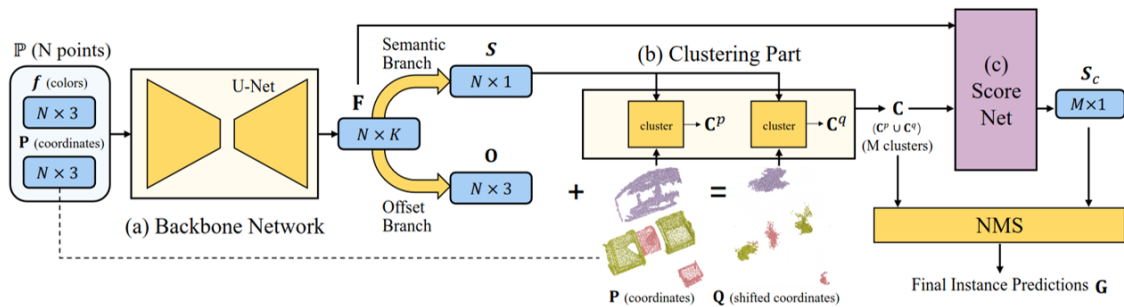 ℙ (N points)
f (colors)
N × 3
P (coordinates)
N × 3
U-Net
(a) Backbone Network
F
N × K
Semantic
Branch
S
N × 1
O
N × 3
Offset
Branch
(b) Clustering Part
cluster
C^p
cluster
C^q
+
=
P (coordinates)
Q (shifted coordinates)
C
(C^p ∪ C^q)
(M clusters)
(c)
Score
Net
S_c
M×1
NMS
Final Instance Predictions G